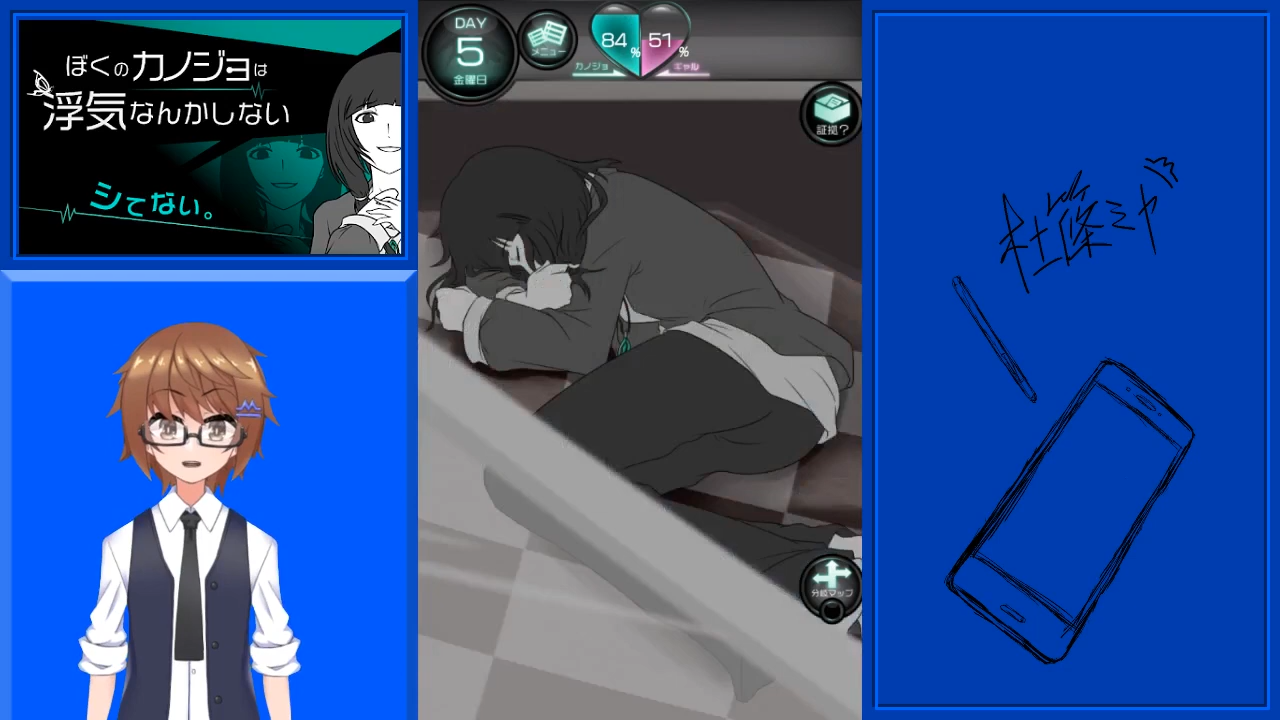 ぼくのカノジョは
浮気なんかしない
シてない。
DAY
5
金曜日
メニュー
84%
51%
カノジョ
ギャル
証拠?
分岐マップ
杜篠ミヤ